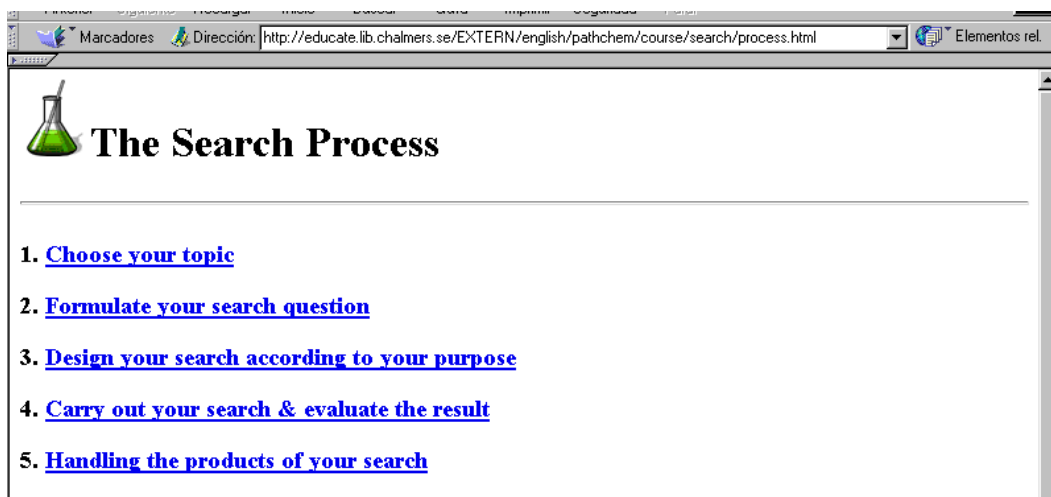 Marcadores Dirección: http://educate.lib.chalmers.se/EXTERN/english/pathchem/course/search/process.html Elementos rel.
The Search Process
1. Choose your topic
2. Formulate your search question
3. Design your search according to your purpose
4. Carry out your search & evaluate the result
5. Handling the products of your search